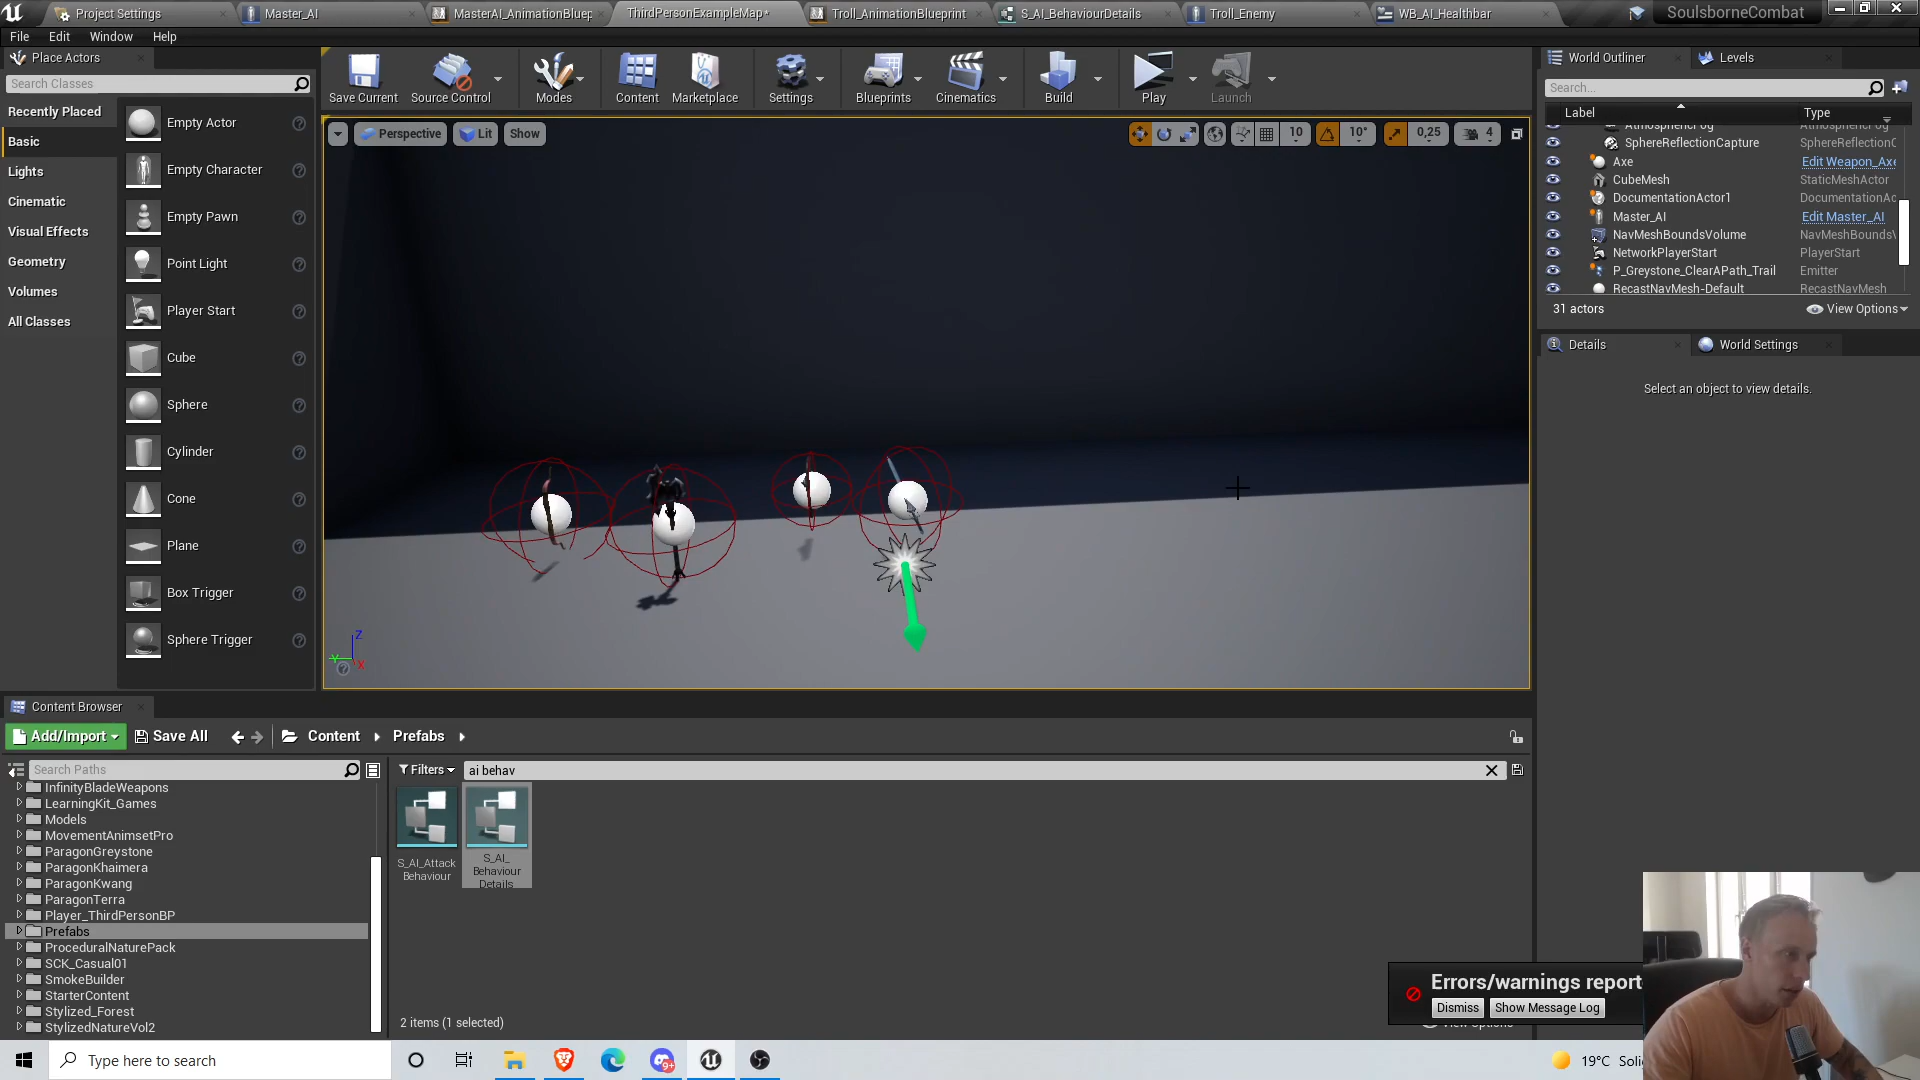 Project Settings
Master_AI
MasterAI_AnimationBluep
ThirdPersonExampleMap*
Troll_AnimationBlueprint
S_AI_BehaviourDetails
Troll_Enemy
WB_AI_Healthbar
SoulsborneCombat
File Edit Window Help
Place Actors
Search Classes
Recently Placed
Basic
Lights
Cinematic
Visual Effects
Geometry
Volumes
All Classes
Empty Actor
Empty Character
Empty Pawn
Point Light
Player Start
Cube
Sphere
Cylinder
Cone
Plane
Box Trigger
Sphere Trigger
Save Current
Source Control
Modes
Content
Marketplace
Settings
Blueprints
Cinematics
Build
Play
Launch
Perspective
Lit
Show
10
10°
0,25
4
Z
Y
X
World Outliner
Levels
Search...
Label Type
AtmosphericFog
SphereReflectionCapture SphereReflectionC
Axe Edit Weapon_Axe
CubeMesh StaticMeshActor
DocumentationActor1 DocumentationAc
Master_AI Edit Master_AI
NavMeshBoundsVolume NavMeshBoundsV
NetworkPlayerStart PlayerStart
P_Greystone_ClearAPath_Trail Emitter
RecastNavMesh-Default RecastNavMesh
31 actors
View Options
Details
World Settings
Select an object to view details.
Content Browser
Add/Import
Save All
Content
Prefabs
Search Paths
Filters
ai behav
InfinityBladeWeapons
LearningKit_Games
Models
MovementAnimsetPro
ParagonGreystone
ParagonKhaimera
ParagonKwang
ParagonTerra
Player_ThirdPersonBP
Prefabs
ProceduralNaturePack
SCK_Casual01
SmokeBuilder
StarterContent
Stylized_Forest
StylizedNatureVol2
S_AI_Attack
Behaviour
S_AI_
Behaviour
Details
2 items (1 selected)
View Options
Errors/warnings report
Dismiss
Show Message Log
Type here to search
9+
19°C Soli